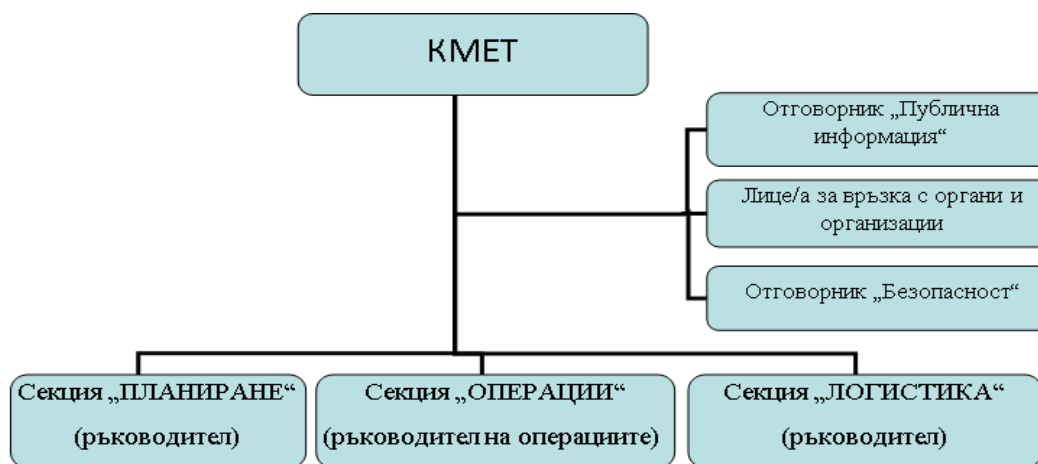 КМЕТ
Отговорник „Публична
информация“
Лице/а за връзка с органи и
организации
Отговорник „Безопасност“
Секция „ПЛАНИРАНЕ“
(ръководител)
Секция „ОПЕРАЦИИ“
(ръководител на операциите)
Секция „ЛОГИСТИКА“
(ръководител)